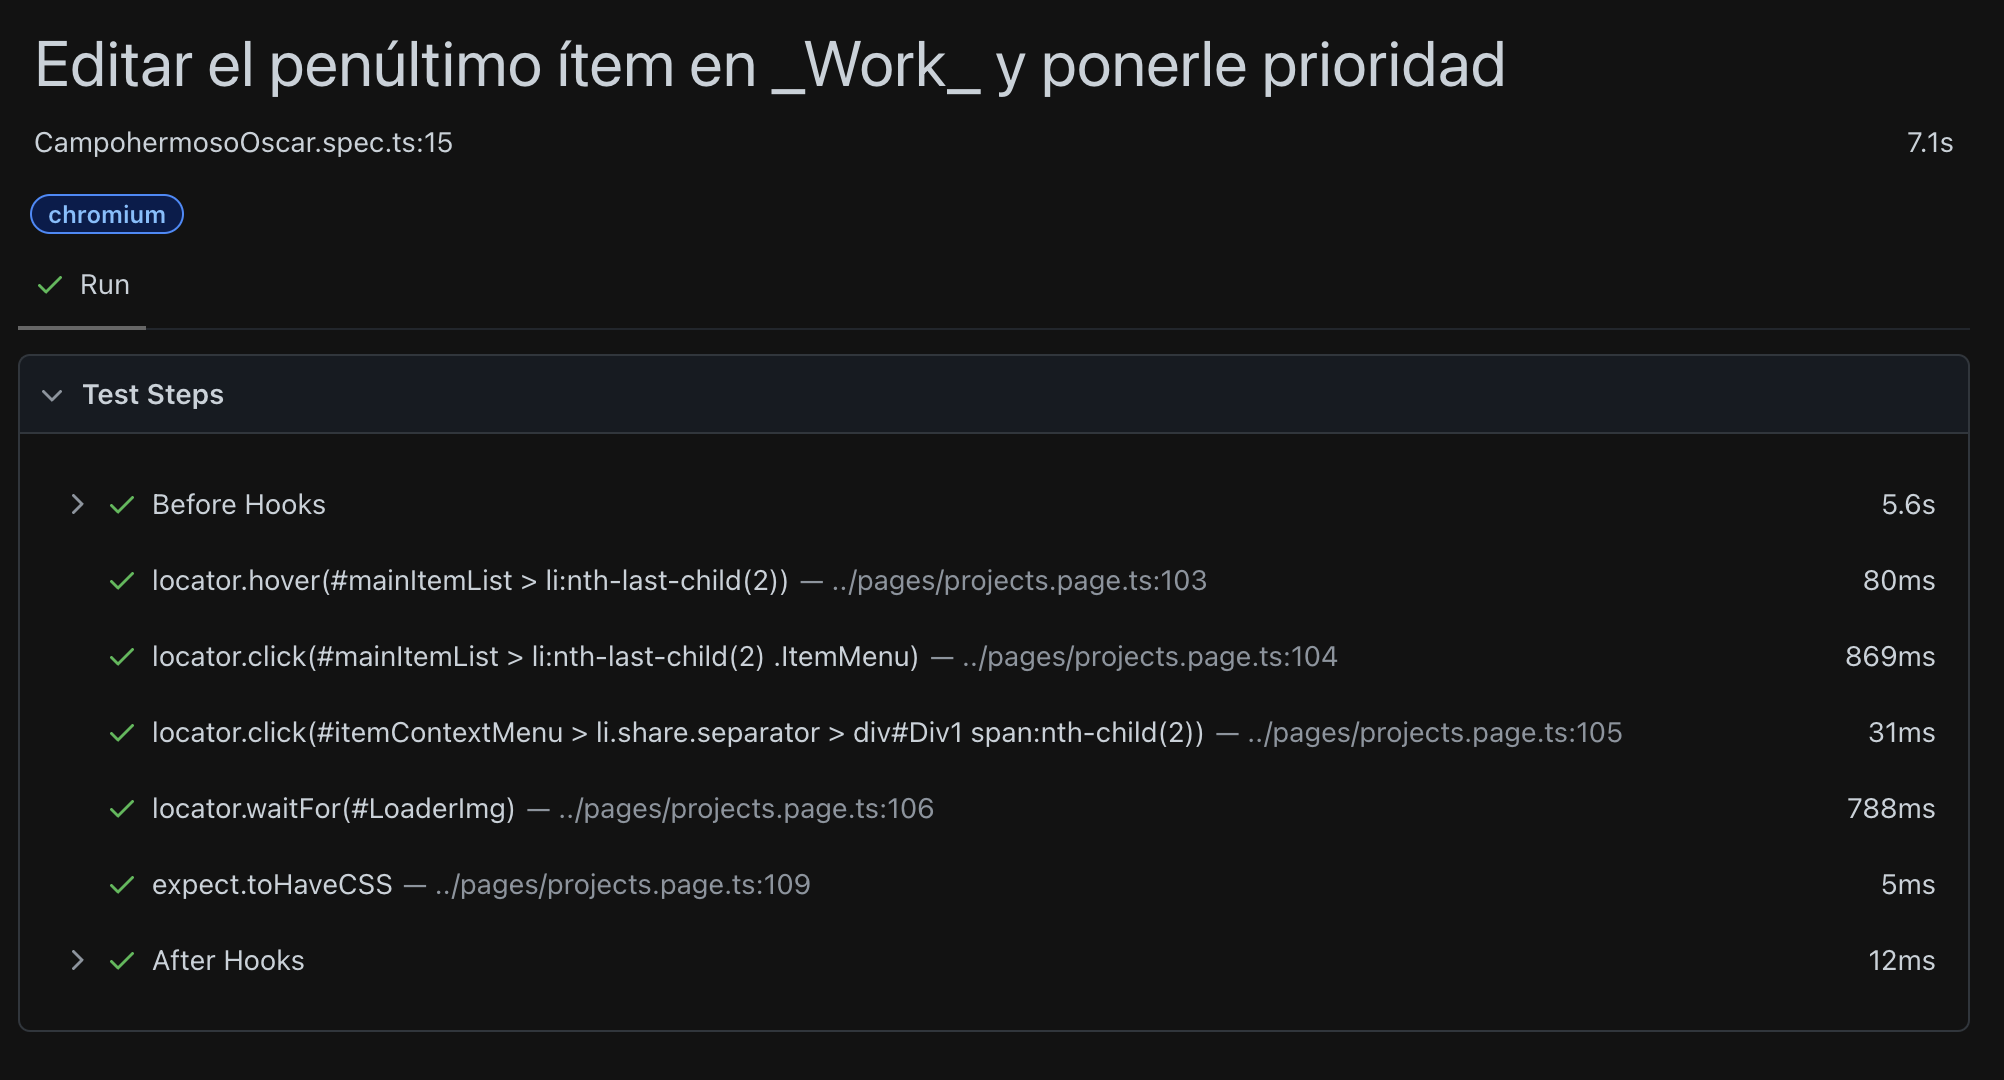 Editar el penúltimo ítem en _Work_ y ponerle prioridad
CampohermosoOscar.spec.ts:15 7.1s
chromium
Run
Test Steps
Before Hooks 5.6s
locator.hover(#mainItemList > li:nth-last-child(2)) — ../pages/projects.page.ts:103 80ms
locator.click(#mainItemList > li:nth-last-child(2) .ItemMenu) — ../pages/projects.page.ts:104 869ms
locator.click(#itemContextMenu > li.share.separator > div#Div1 span:nth-child(2)) — ../pages/projects.page.ts:105 31ms
locator.waitFor(#LoaderImg) — ../pages/projects.page.ts:106 788ms
expect.toHaveCSS — ../pages/projects.page.ts:109 5ms
After Hooks 12ms